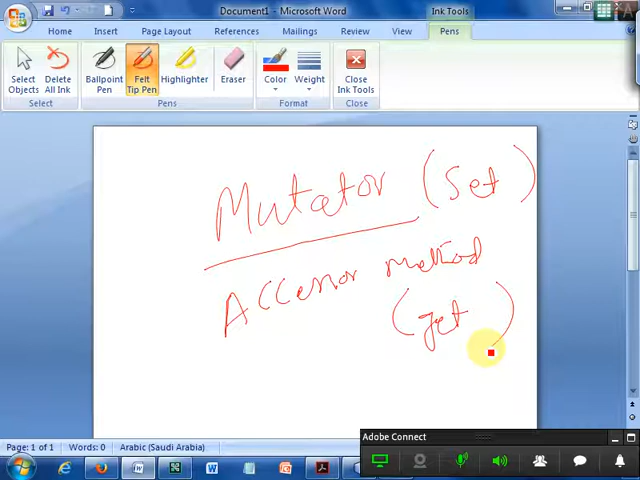 Document1 - Microsoft Word
Ink Tools
Home Insert Page Layout References Mailings Review View Pens
Select Objects
Delete All Ink
Ballpoint Pen
Felt Tip Pen
Highlighter
Eraser
Color
Weight
Close Ink Tools
Select Pens Format Close
Mutator (Set)
Accessor method
(get)
Adobe Connect
Page: 1 of 1 Words: 0 Arabic (Saudi Arabia)